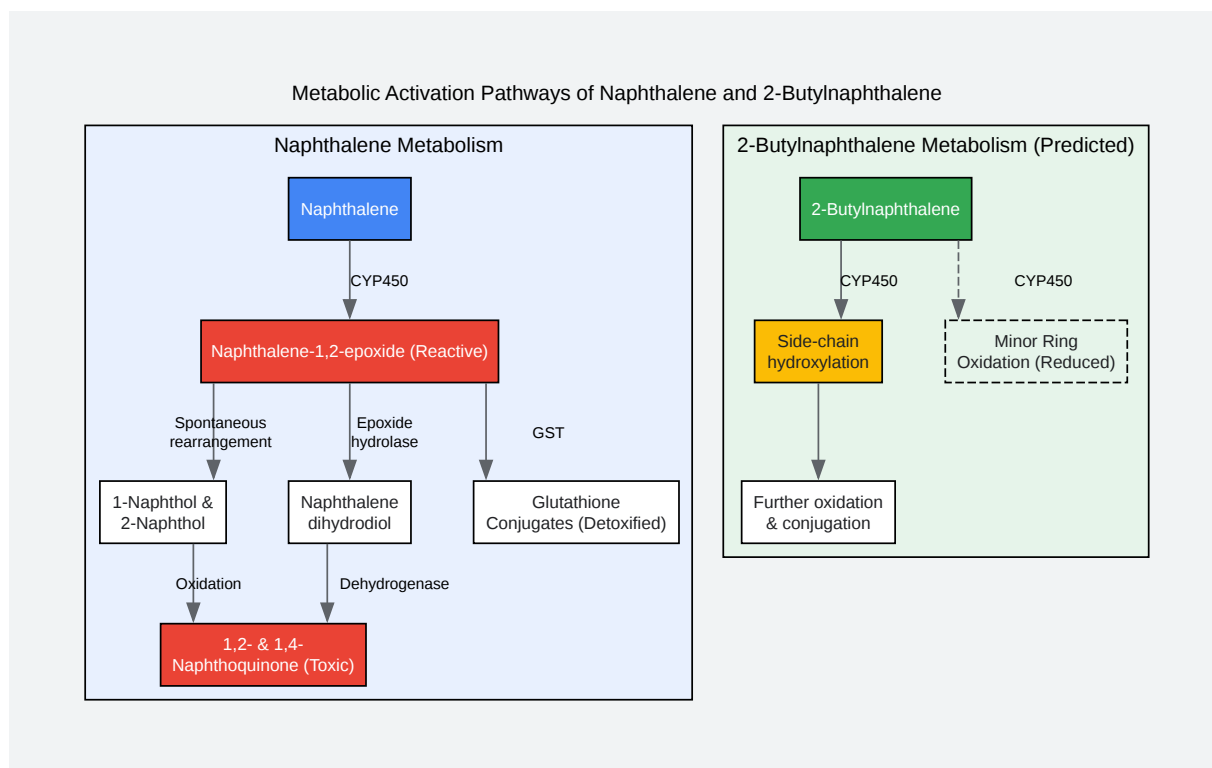 Metabolic Activation Pathways of Naphthalene and 2-Butylnaphthalene
Naphthalene Metabolism
Naphthalene
CYP450
Naphthalene-1,2-epoxide (Reactive)
Spontaneous
rearrangement
Epoxide
hydrolase
GST
1-Naphthol &
2-Naphthol
Naphthalene
dihydrodiol
Glutathione
Conjugates (Detoxified)
Oxidation
Dehydrogenase
1,2- & 1,4-
Naphthoquinone (Toxic)
2-Butylnaphthalene Metabolism (Predicted)
2-Butylnaphthalene
CYP450
CYP450
Side-chain
hydroxylation
Minor Ring
Oxidation (Reduced)
Further oxidation
& conjugation